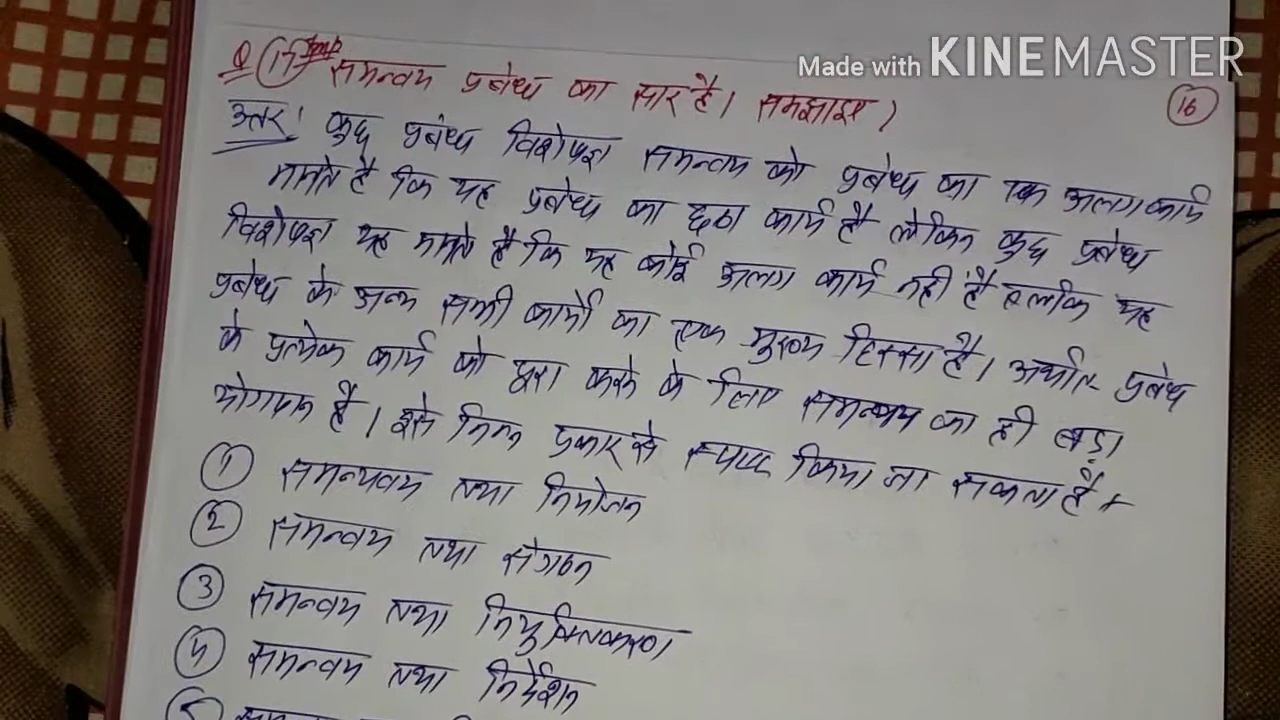 Made with KINEMASTER
Q 17 Imp समन्वय प्रबंध का सार है। समझाइए।
16
उत्तर: कुछ प्रबंध विशेषज्ञ समन्वय को प्रबंध का एक अलग कार्य
मानते है कि यह प्रबंध का छठा कार्य है लेकिन कुछ प्रबंध
विशेषज्ञ यह मानते है कि यह कोई अलग कार्य नहीं है बल्कि यह
प्रबंध के अन्य सभी कार्यो का एक मुख्य हिस्सा है। अर्थात प्रबंध
के प्रत्येक कार्य को पूरा करने के लिए समन्वय का ही बड़ा
योगदान है। इसे निम्न प्रकार से स्पष्ट किया जा सकता है
1 समन्वय तथा नियोजन
2 समन्वय तथा संगठन
3 समन्वय तथा नियुक्तिकरण
4 समन्वय तथा निर्देशन
5